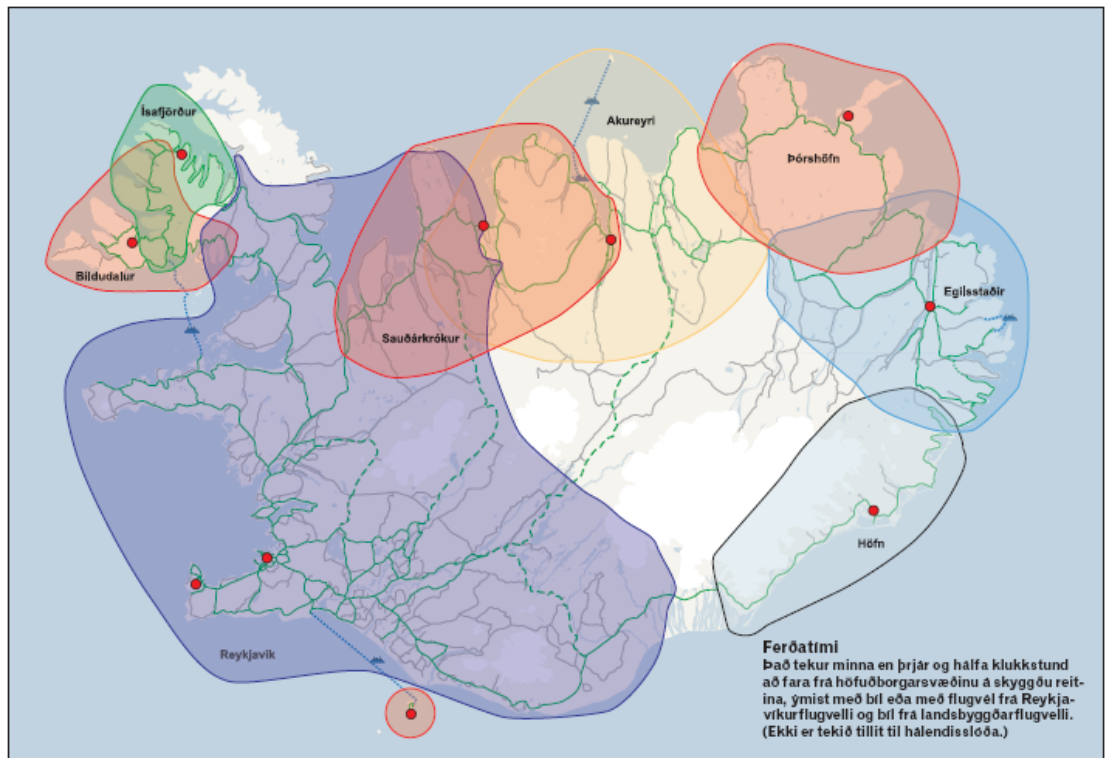 Ísafjörður
Akureyri
Þórshöfn
Bíldudalur
Egilsstaðir
Sauðárkrókur
Höfn
Reykjavík
Ferðatími
Það tekur minna en þrjár og hálfa klukkstund
að fara frá höfuðborgarsvæðinu á skyggðu reit-
ina, ýmist með bíl eða með flugvél frá Reykja-
víkurflugvelli og bíl frá landsbyggðarflugvelli.
(Ekki er tekið tillit til hálendisslóða.)